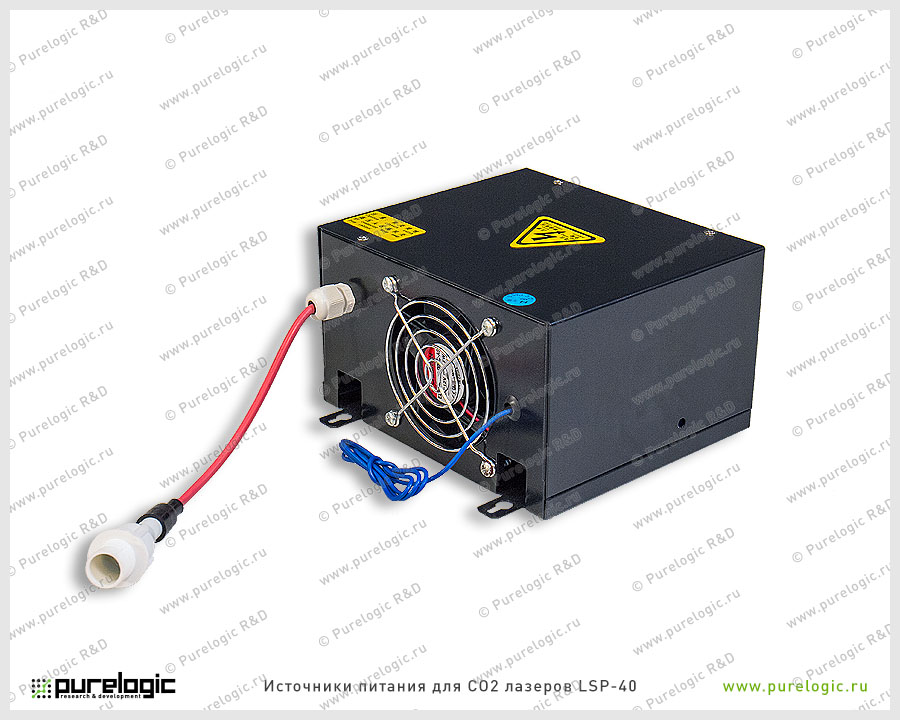 purelogic
research & development
Источники питания для CO2 лазеров LSP-40
www.purelogic.ru
© Purelogic R&D
www.purelogic.ru